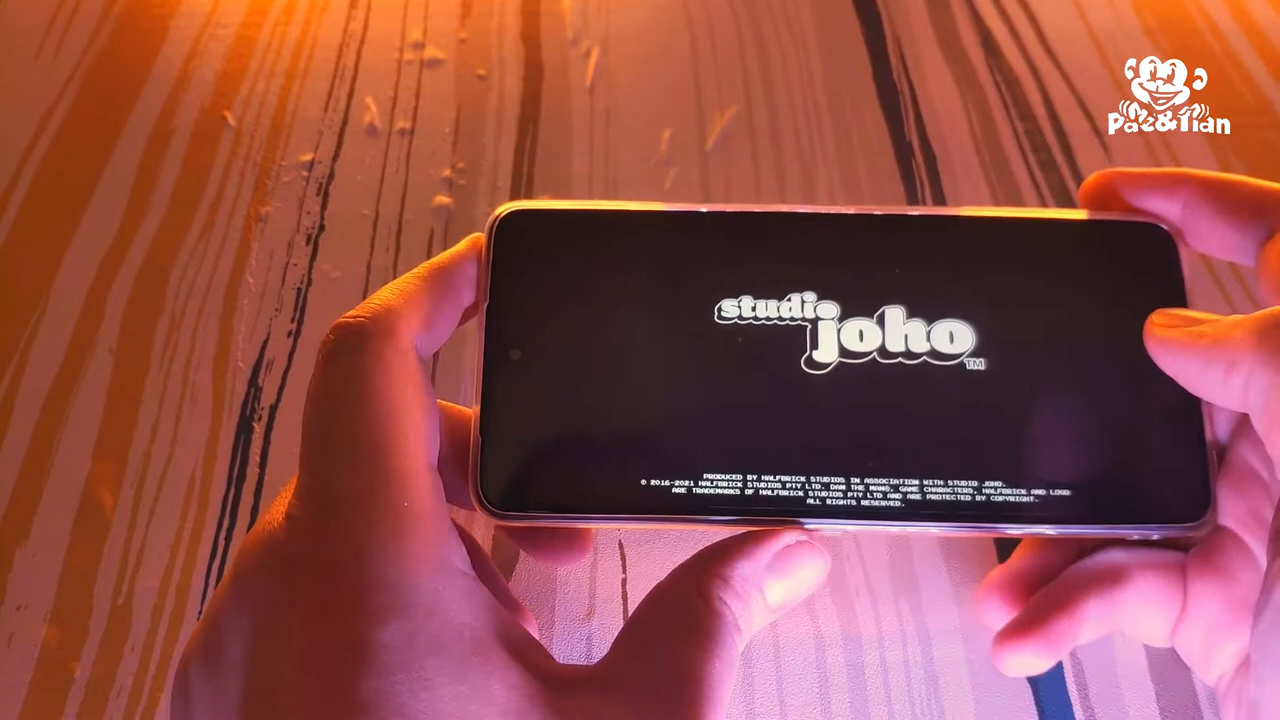 Pac&Tian
studio
joho
TM
PRODUCED BY HALFBRICK STUDIOS IN ASSOCIATION WITH STUDIO JOHO.
© 2016-2021 HALFBRICK STUDIOS PTY LTD. DAN THE MAN®, GAME CHARACTERS, HALFBRICK AND LOGO
ARE TRADEMARKS OF HALFBRICK STUDIOS PTY LTD AND ARE PROTECTED BY COPYRIGHT.
ALL RIGHTS RESERVED.